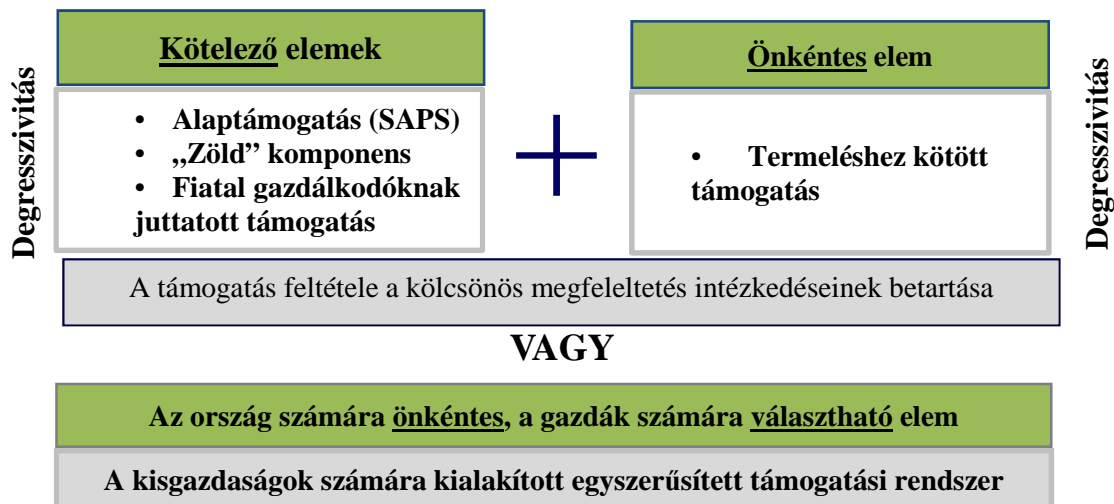 Degresszivitás
Kötelező elemek
• Alaptámogatás (SAPS)
• „Zöld” komponens
• Fiatal gazdálkodóknak
juttatott támogatás
+
Önkéntes elem
• Termeléshez kötött
támogatás
Degresszivitás
A támogatás feltétele a kölcsönös megfeleltetés intézkedéseinek betartása
VAGY
Az ország számára önkéntes, a gazdák számára választható elem
A kisgazdaságok számára kialakított egyszerűsített támogatási rendszer